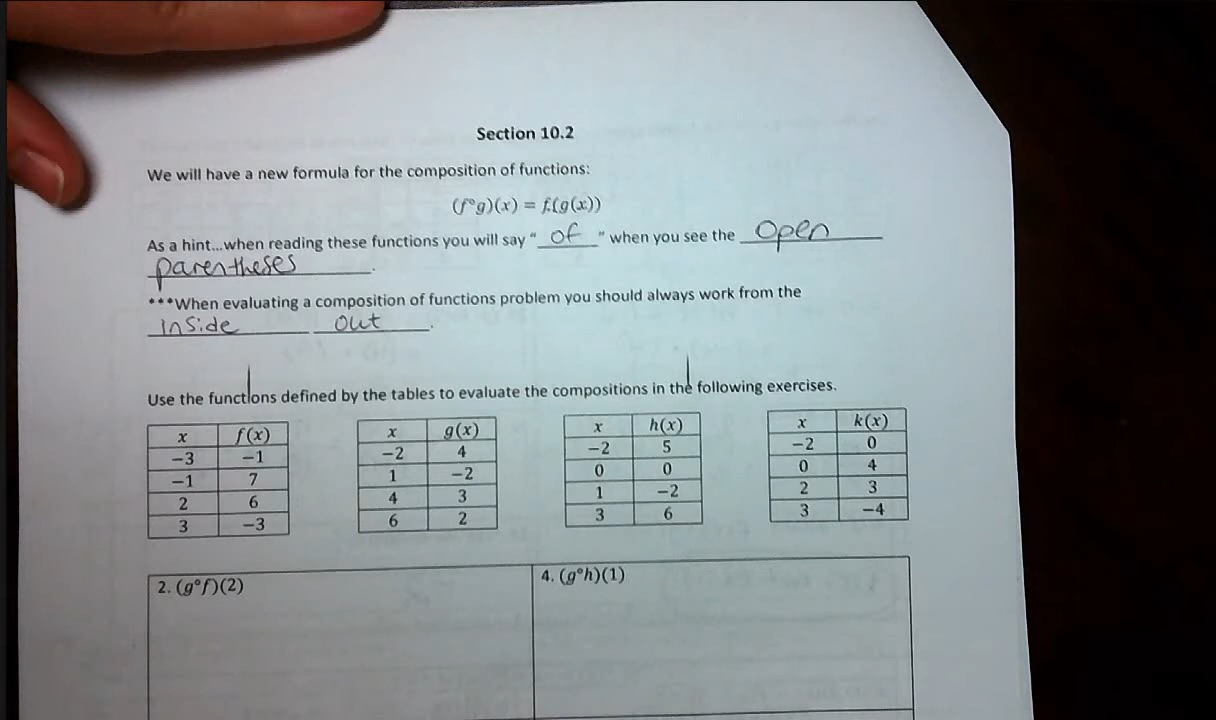 Section 10.2
We will have a new formula for the composition of functions:
(f°g)(x) = f(g(x))
As a hint...when reading these functions you will say "_of_" when you see the open
parentheses.
***When evaluating a composition of functions problem you should always work from the
inside out.
Use the functions defined by the tables to evaluate the compositions in the following exercises.
x f(x) x g(x) x h(x) x k(x)
−3 −1 −2 4 −2 5 −2 0
−1 7 1 −2 0 0 0 4
2 6 4 3 1 −2 2 3
3 −3 6 2 3 6 3 −4
2. (g°f)(2) 4. (g°h)(1)